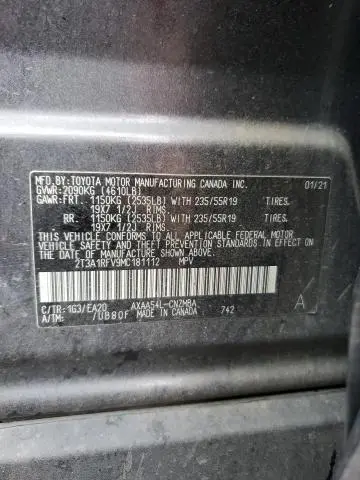 MFD.BY:TOYOTA MOTOR MANUFACTURING CANADA INC. 01/21
GVWR:2090KG (4610LB)
GAWR:FRT. 1150KG (2535LB) WITH 235/55R19 TIRES.
19X7 1/2J RIMS
RR. 1150KG (2535LB) WITH 235/55R19 TIRES.
19X7 1/2J RIMS
THIS VEHICLE CONFORMS TO ALL APPLICABLE FEDERAL MOTOR
VEHICLE SAFETY, BUMPER, AND THEFT PREVENTION STANDARDS
IN EFFECT ON THE DATE OF MANUFACTURE SHOWN ABOVE.
2T3A1RFV9MC181112 MPV
C/TR:1G3/EA20 AXAA54L-CNZMBA A
A/TM: /UB80F MADE IN CANADA 742